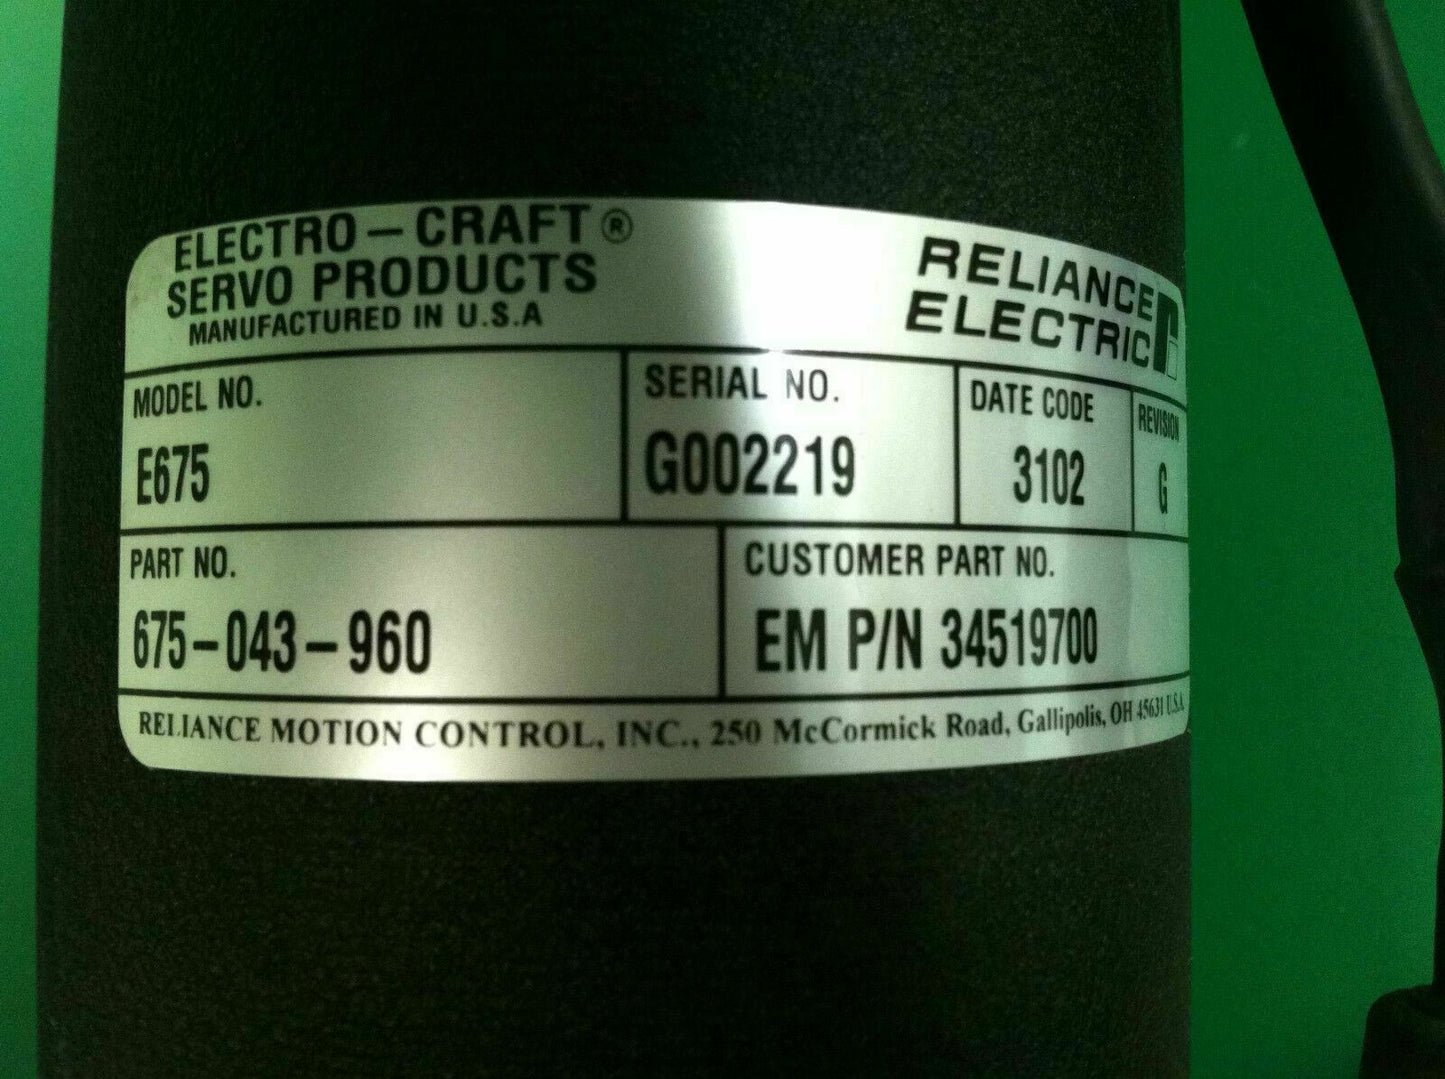 ELECTRO-CRAFT®
SERVO PRODUCTS
MANUFACTURED IN U.S.A
RELIANCE
ELECTRIC
MODEL NO.
E675
SERIAL NO.
G002219
DATE CODE
3102
REVISION
G
PART NO.
675-043-960
CUSTOMER PART NO.
EM P/N 34519700
RELIANCE MOTION CONTROL, INC., 250 McCormick Road, Gallipolis, OH 45631 U.S.A.